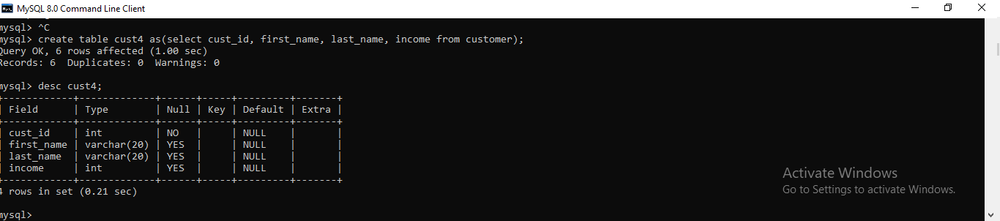 MySQL 8.0 Command Line Client
mysql> ^C
mysql> create table cust4 as(select cust_id, first_name, last_name, income from customer);
Query OK, 6 rows affected (1.00 sec)
Records: 6  Duplicates: 0  Warnings: 0
mysql> desc cust4;
+------------+-------------+------+-----+---------+-------+
| Field      | Type        | Null | Key | Default | Extra |
+------------+-------------+------+-----+---------+-------+
| cust_id    | int         | NO   |     | NULL    |       |
| first_name | varchar(20) | YES  |     | NULL    |       |
| last_name  | varchar(20) | YES  |     | NULL    |       |
| income     | int         | YES  |     | NULL    |       |
+------------+-------------+------+-----+---------+-------+
4 rows in set (0.21 sec)
mysql>
Activate Windows
Go to Settings to activate Windows.